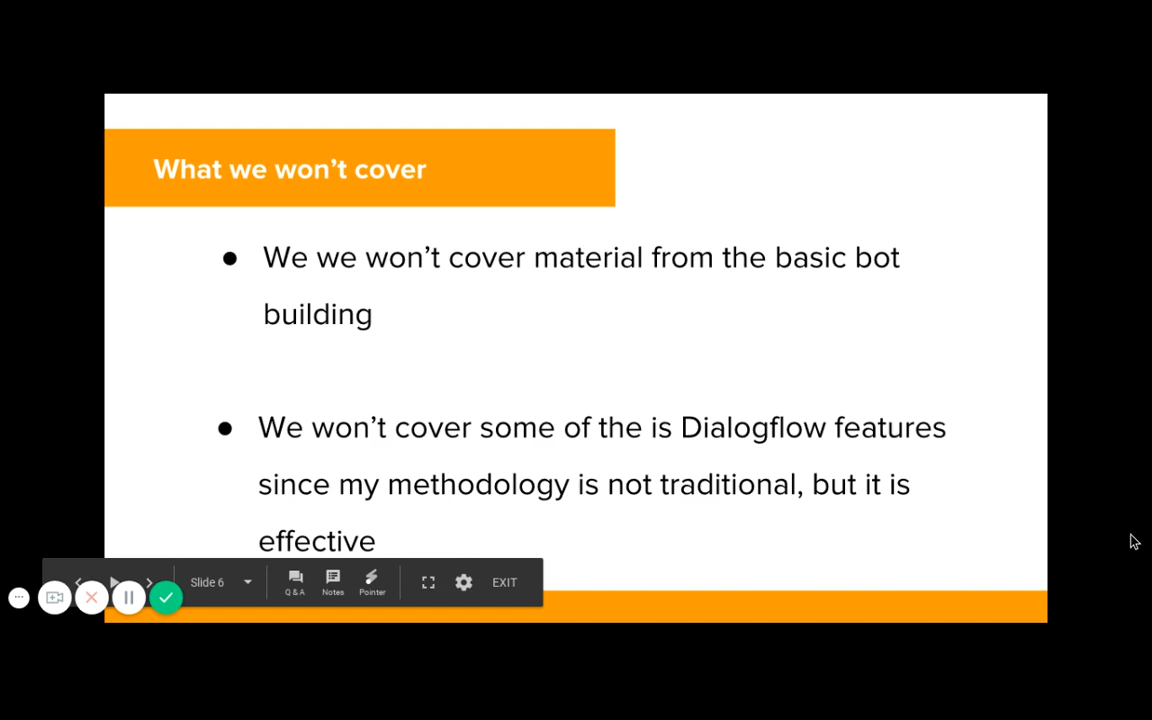 What we won’t cover
● We we won’t cover material from the basic bot
building
● We won’t cover some of the is Dialogflow features
since my methodology is not traditional, but it is
effective
Slide 6
Q & A
Notes
Pointer
EXIT